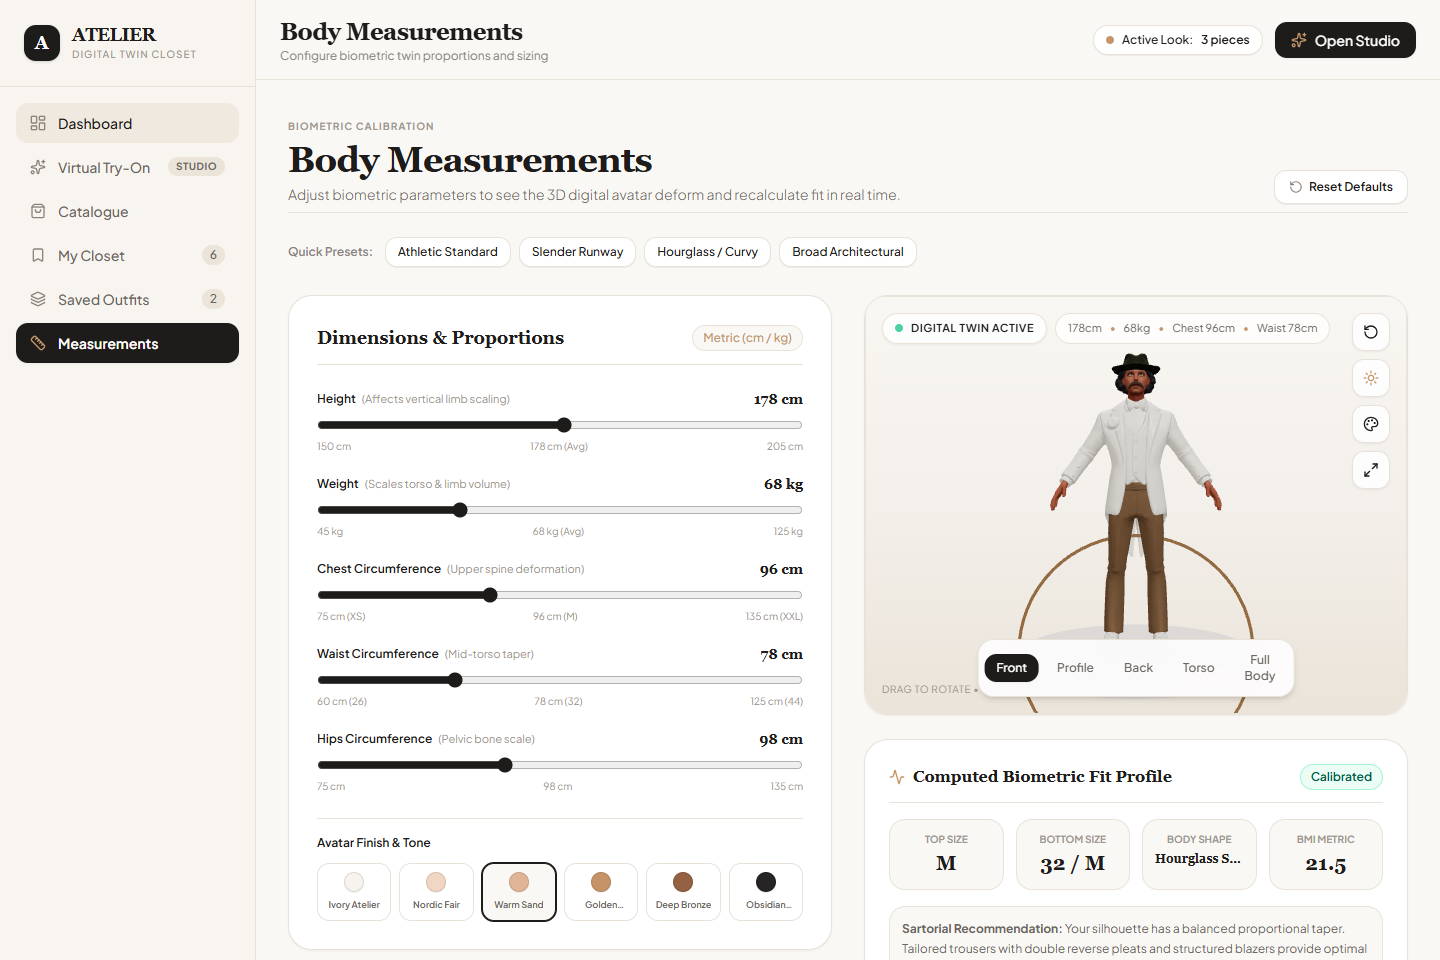 A
ATELIER
DIGITAL TWIN CLOSET
Dashboard
Virtual Try-On
STUDIO
Catalogue
My Closet
6
Saved Outfits
2
Measurements
Body Measurements
Configure biometric twin proportions and sizing
Active Look: 3 pieces
Open Studio
BIOMETRIC CALIBRATION
Body Measurements
Adjust biometric parameters to see the 3D digital avatar deform and recalculate fit in real time.
Reset Defaults
Quick Presets:
Athletic Standard
Slender Runway
Hourglass / Curvy
Broad Architectural
Dimensions & Proportions
Metric (cm / kg)
Height (Affects vertical limb scaling)
178 cm
150 cm
178 cm (Avg)
205 cm
Weight (Scales torso & limb volume)
68 kg
45 kg
68 kg (Avg)
125 kg
Chest Circumference (Upper spine deformation)
96 cm
75 cm (XS)
96 cm (M)
135 cm (XXL)
Waist Circumference (Mid-torso taper)
78 cm
60 cm (26)
78 cm (32)
125 cm (44)
Hips Circumference (Pelvic bone scale)
98 cm
75 cm
98 cm
135 cm
Avatar Finish & Tone
Ivory Atelier
Nordic Fair
Warm Sand
Golden...
Deep Bronze
Obsidian...
DIGITAL TWIN ACTIVE
178cm • 68kg • Chest 96cm • Waist 78cm
DRAG TO ROTATE •
Front
Profile
Back
Torso
Full
Body
Computed Biometric Fit Profile
Calibrated
TOP SIZE
M
BOTTOM SIZE
32 / M
BODY SHAPE
Hourglass S...
BMI METRIC
21.5
Sartorial Recommendation: Your silhouette has a balanced proportional taper.
Tailored trousers with double reverse pleats and structured blazers provide optimal